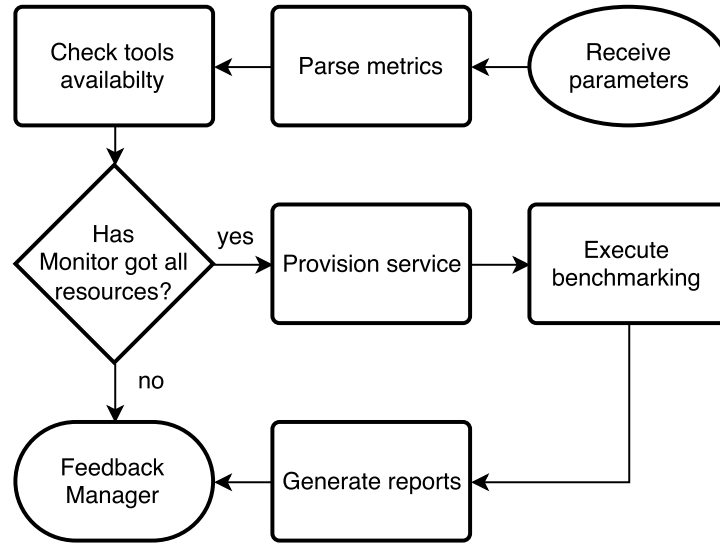 Check tools
availabilty
Parse metrics
Receive
parameters
Has
Monitor got all
resources?
yes
Provision service
Execute
benchmarking
no
Feedback
Manager
Generate reports